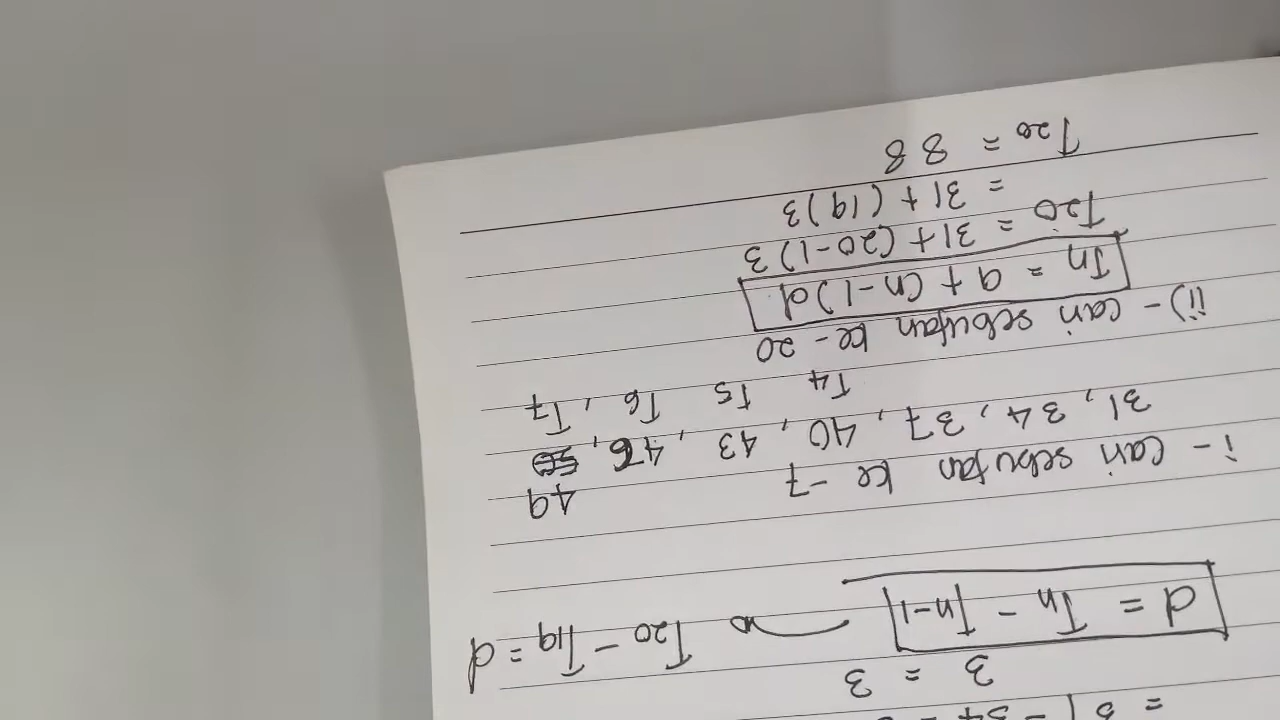 3 = 3
d = Tn - Tn-1 → T20 - T19 = d
i - cari sebutan ke -7
49
31, 34, 37, 40, 43, 46,
T4 T5 T6, T7
ii) - cari sebutan ke - 20
Tn = a + (n-1)d
T20 = 31 + (20-1)3
= 31 + (19)3
T20 = 88